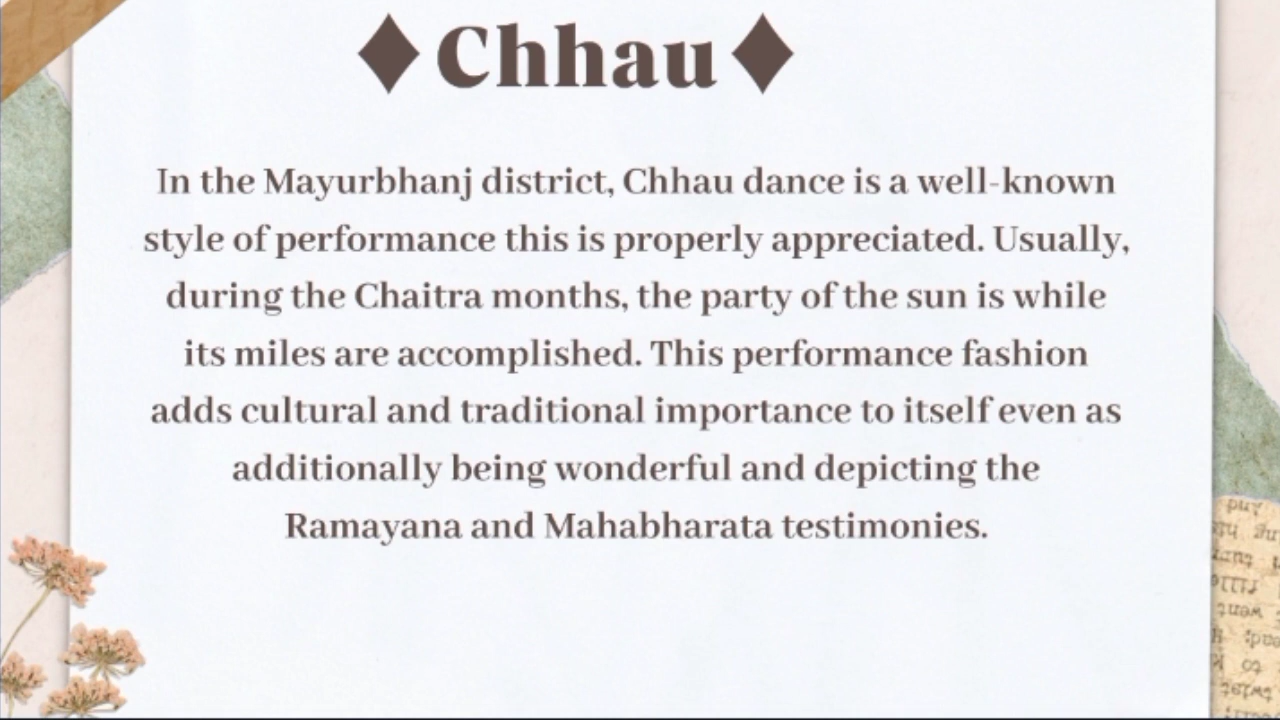 ♦Chhau♦
In the Mayurbhanj district, Chhau dance is a well-known
style of performance this is properly appreciated. Usually,
during the Chaitra months, the party of the sun is while
its miles are accomplished. This performance fashion
adds cultural and traditional importance to itself even as
additionally being wonderful and depicting the
Ramayana and Mahabharata testimonies.